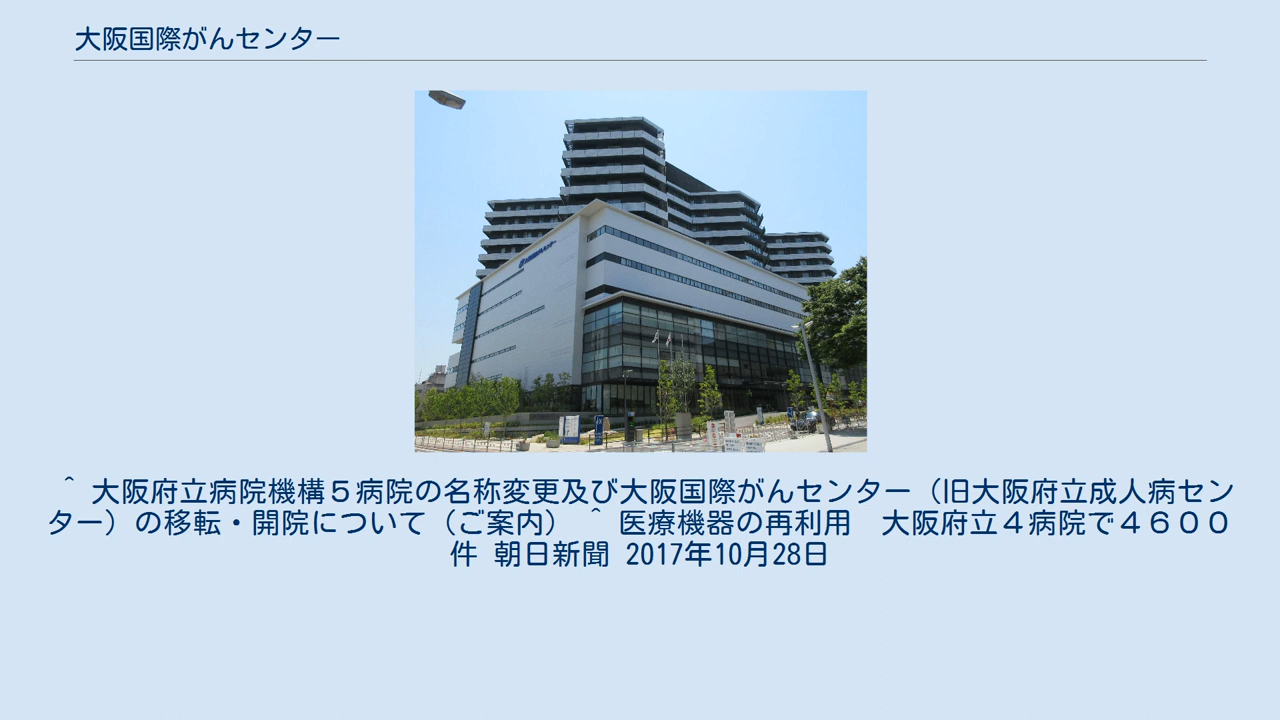 大阪国際がんセンター
^ 大阪府立病院機構５病院の名称変更及び大阪国際がんセンター（旧大阪府立成人病セン
ター）の移転・開院について（ご案内） ^ 医療機器の再利用　大阪府立４病院で４６００
件 朝日新聞 2017年10月28日